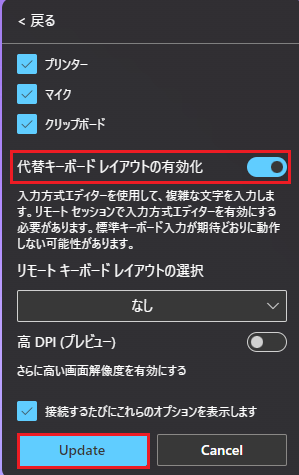 < 戻る
プリンター
マイク
クリップボード
代替キーボード レイアウトの有効化
入力方式エディターを使用して、複雑な文字を入力しま
す。リモート セッションで入力方式エディターを有効にする
必要があります。標準キーボード入力が期待どおりに動作
しない可能性があります。
リモート キーボード レイアウトの選択
なし
高 DPI (プレビュー)
さらに高い画面解像度を有効にする
接続するたびにこれらのオプションを表示します
Update Cancel